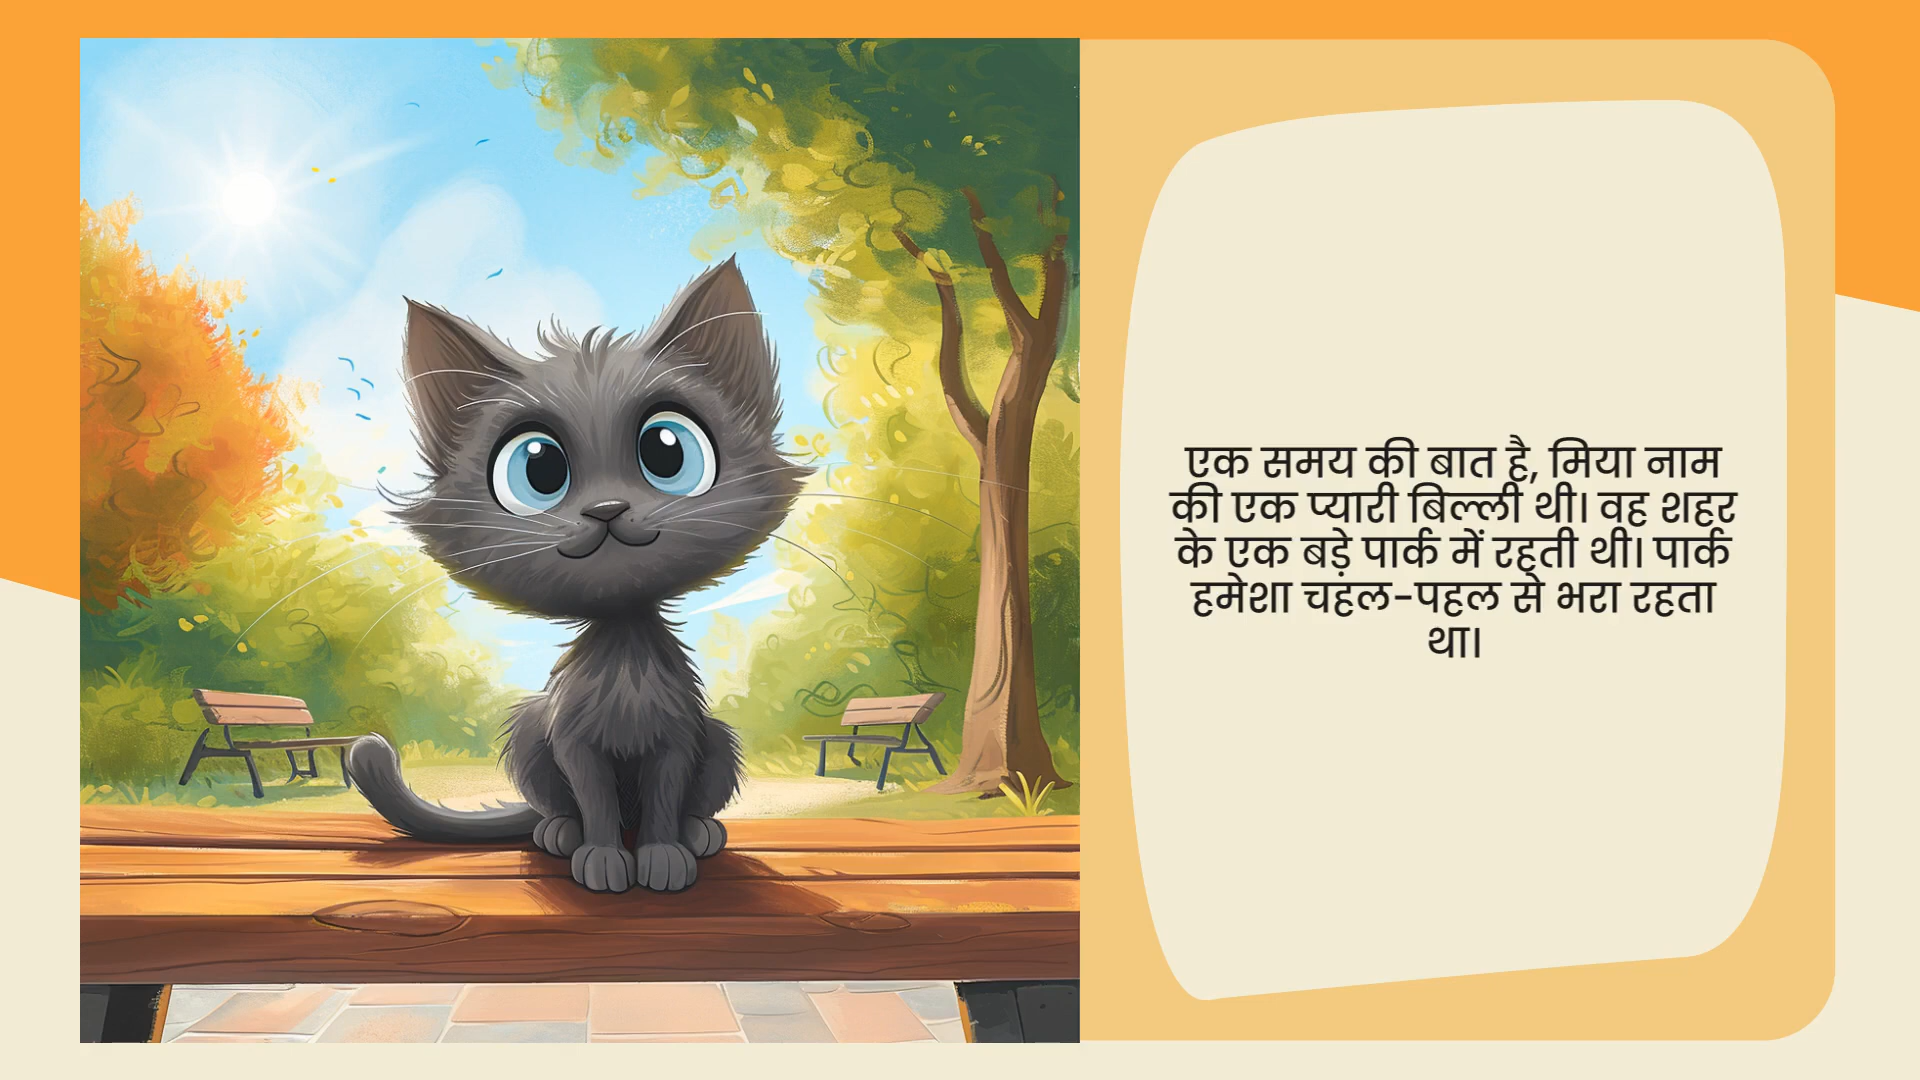 एक समय की बात है, मिया नाम
की एक प्यारी बिल्ली थी। वह शहर
के एक बड़े पार्क में रहती थी। पार्क
हमेशा चहल-पहल से भरा रहता
था।